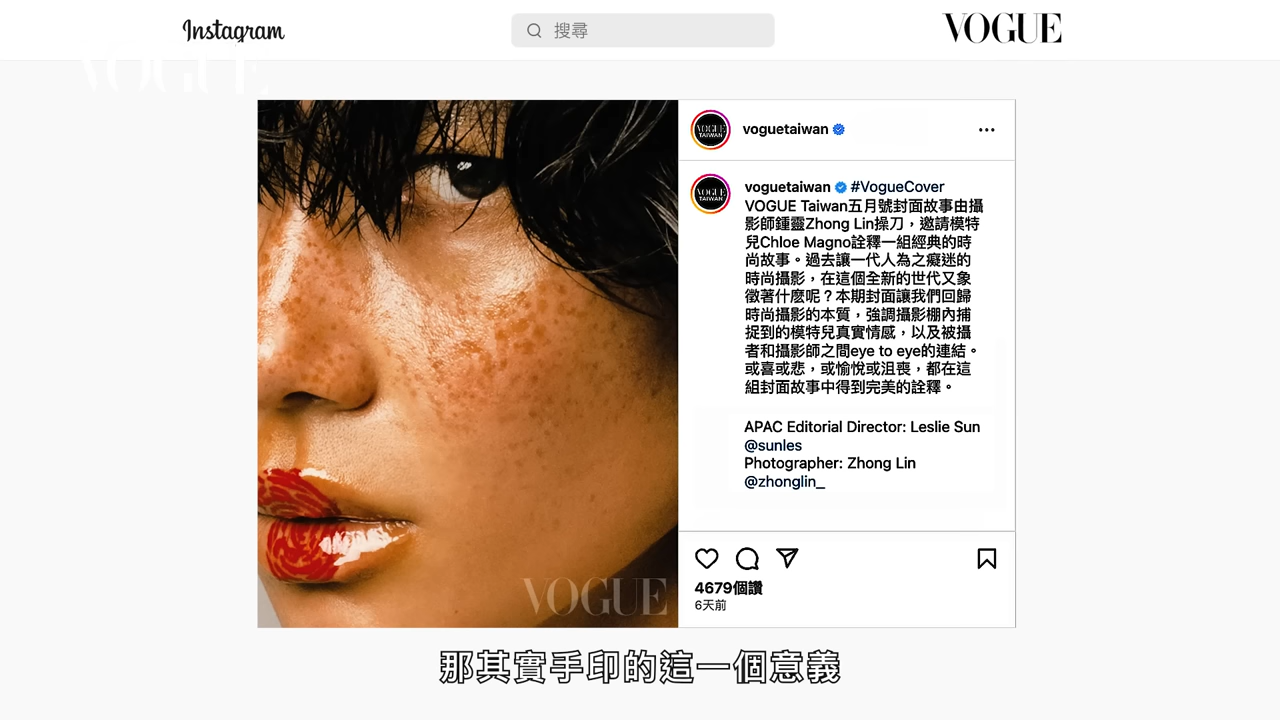 Instagram
搜尋
VOGUE
VOGUE
voguetaiwan
voguetaiwan #VogueCover
VOGUE Taiwan五月號封面故事由攝
影師鍾靈Zhong Lin操刀，邀請模特
兒Chloe Magno詮釋一組經典的時
尚故事。過去讓一代人為之癡迷的
時尚攝影，在這個全新的世代又象
徵著什麼呢？本期封面讓我們回歸
時尚攝影的本質，強調攝影棚內捕
捉到的模特兒真實情感，以及被攝
者和攝影師之間eye to eye的連結。
或喜或悲，或愉悅或沮喪，都在這
組封面故事中得到完美的詮釋。
APAC Editorial Director: Leslie Sun
@sunles
Photographer: Zhong Lin
@zhonglin_
VOGUE
TAIWAN
VOGUE
TAIWAN
4679個讚
6天前
VOGUE
那其實手印的這一個意義